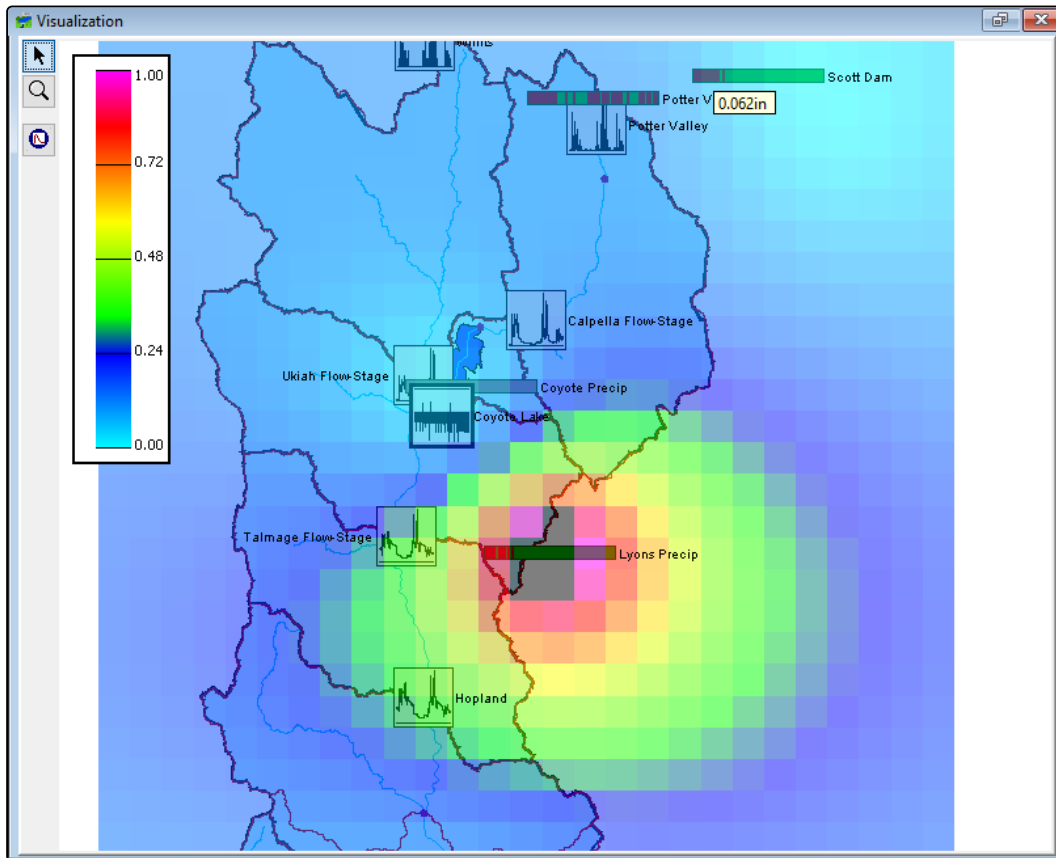 Visualization
1.00
0.72
0.48
0.24
0.00
Scott Dam
Potter V
0.062in
Potter Valley
Calpella Flow-Stage
Ukiah Flow-Stage
Coyote Precip
Coyote Lake
Talmage Flow-Stage
Lyons Precip
Hopland